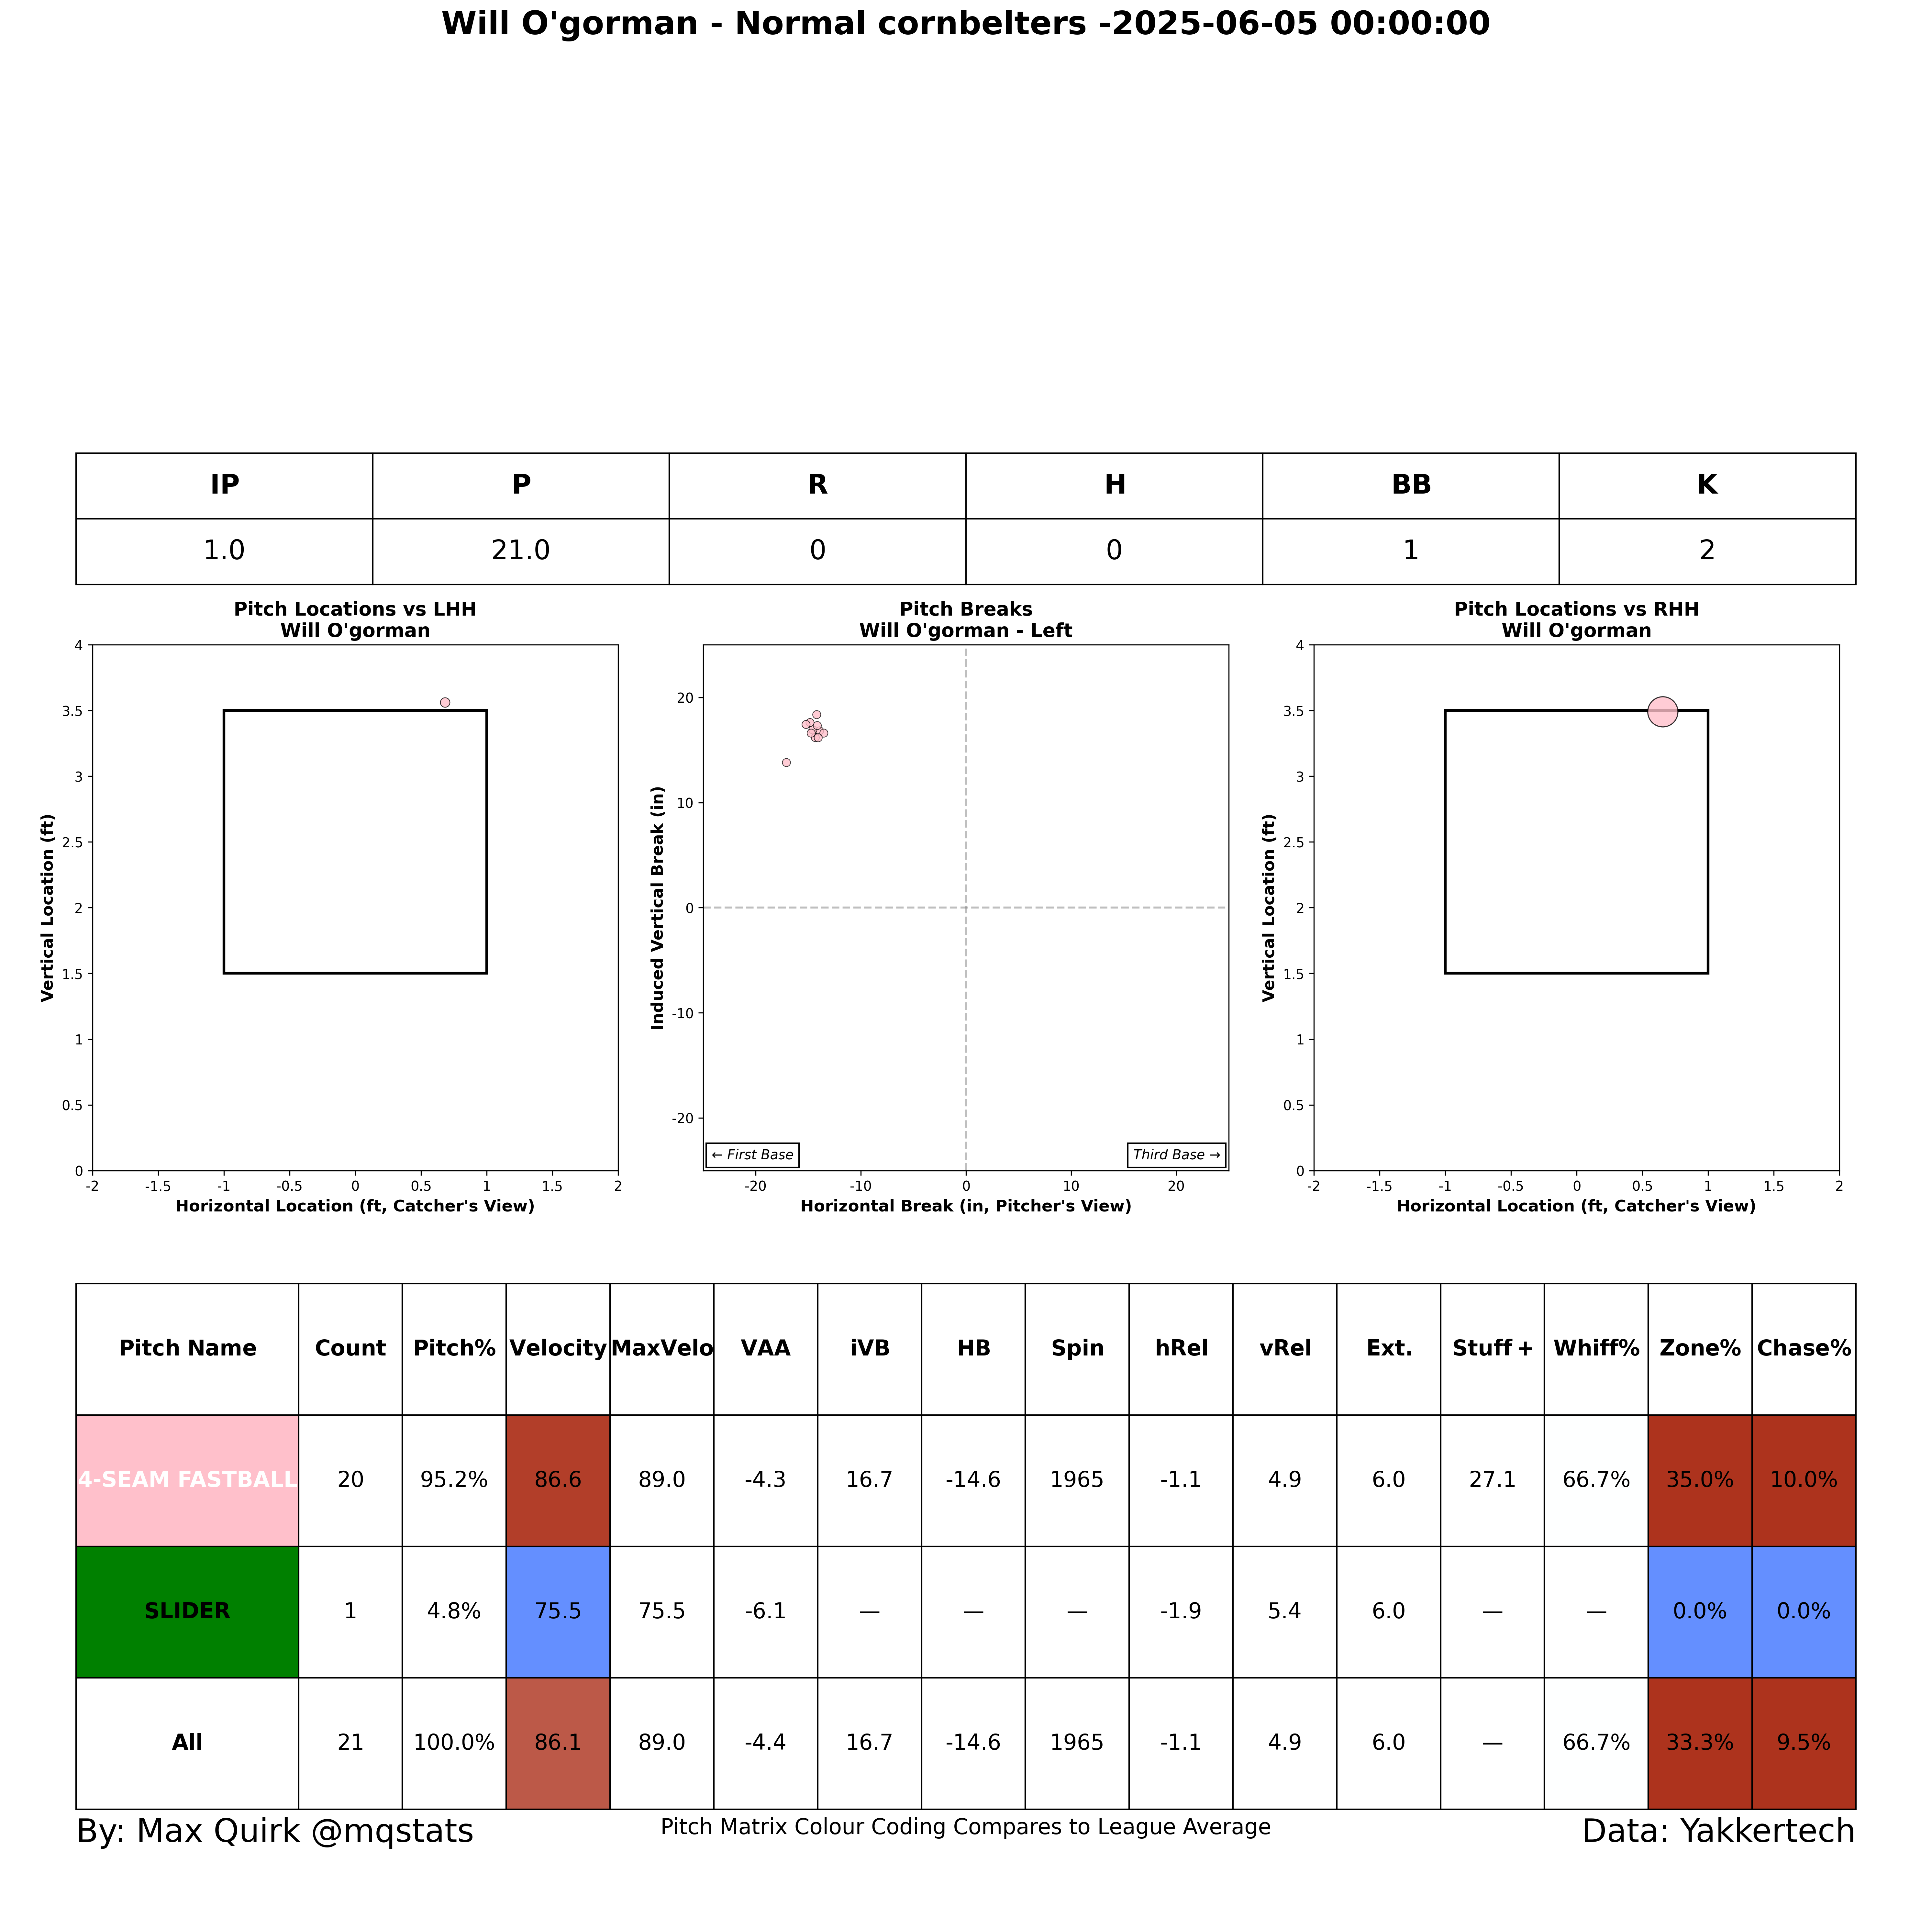 Will O'gorman - Normal cornbelters -2025-06-05 00:00:00
IP P R H BB K
1.0 21.0 0 0 1 2
Pitch Locations vs LHH
Will O'gorman
4
3.5
3
2.5
2
1.5
1
0.5
0
-2 -1.5 -1 -0.5 0 0.5 1 1.5 2
Vertical Location (ft)
Horizontal Location (ft, Catcher's View)
Pitch Breaks
Will O'gorman - Left
20
10
0
-10
-20
← First Base Third Base →
-20 -10 0 10 20
Induced Vertical Break (in)
Horizontal Break (in, Pitcher's View)
Pitch Locations vs RHH
Will O'gorman
4
3.5
3
2.5
2
1.5
1
0.5
0
-2 -1.5 -1 -0.5 0 0.5 1 1.5 2
Vertical Location (ft)
Horizontal Location (ft, Catcher's View)
Pitch Name Count Pitch% Velocity MaxVelo VAA iVB HB Spin hRel vRel Ext. Stuff+ Whiff% Zone% Chase%
4-SEAM FASTBALL 20 95.2% 86.6 89.0 -4.3 16.7 -14.6 1965 -1.1 4.9 6.0 27.1 66.7% 35.0% 10.0%
SLIDER 1 4.8% 75.5 75.5 -6.1 — — — -1.9 5.4 6.0 — — 0.0% 0.0%
All 21 100.0% 86.1 89.0 -4.4 16.7 -14.6 1965 -1.1 4.9 6.0 — 66.7% 33.3% 9.5%
By: Max Quirk @mqstats
Pitch Matrix Colour Coding Compares to League Average
Data: Yakkertech